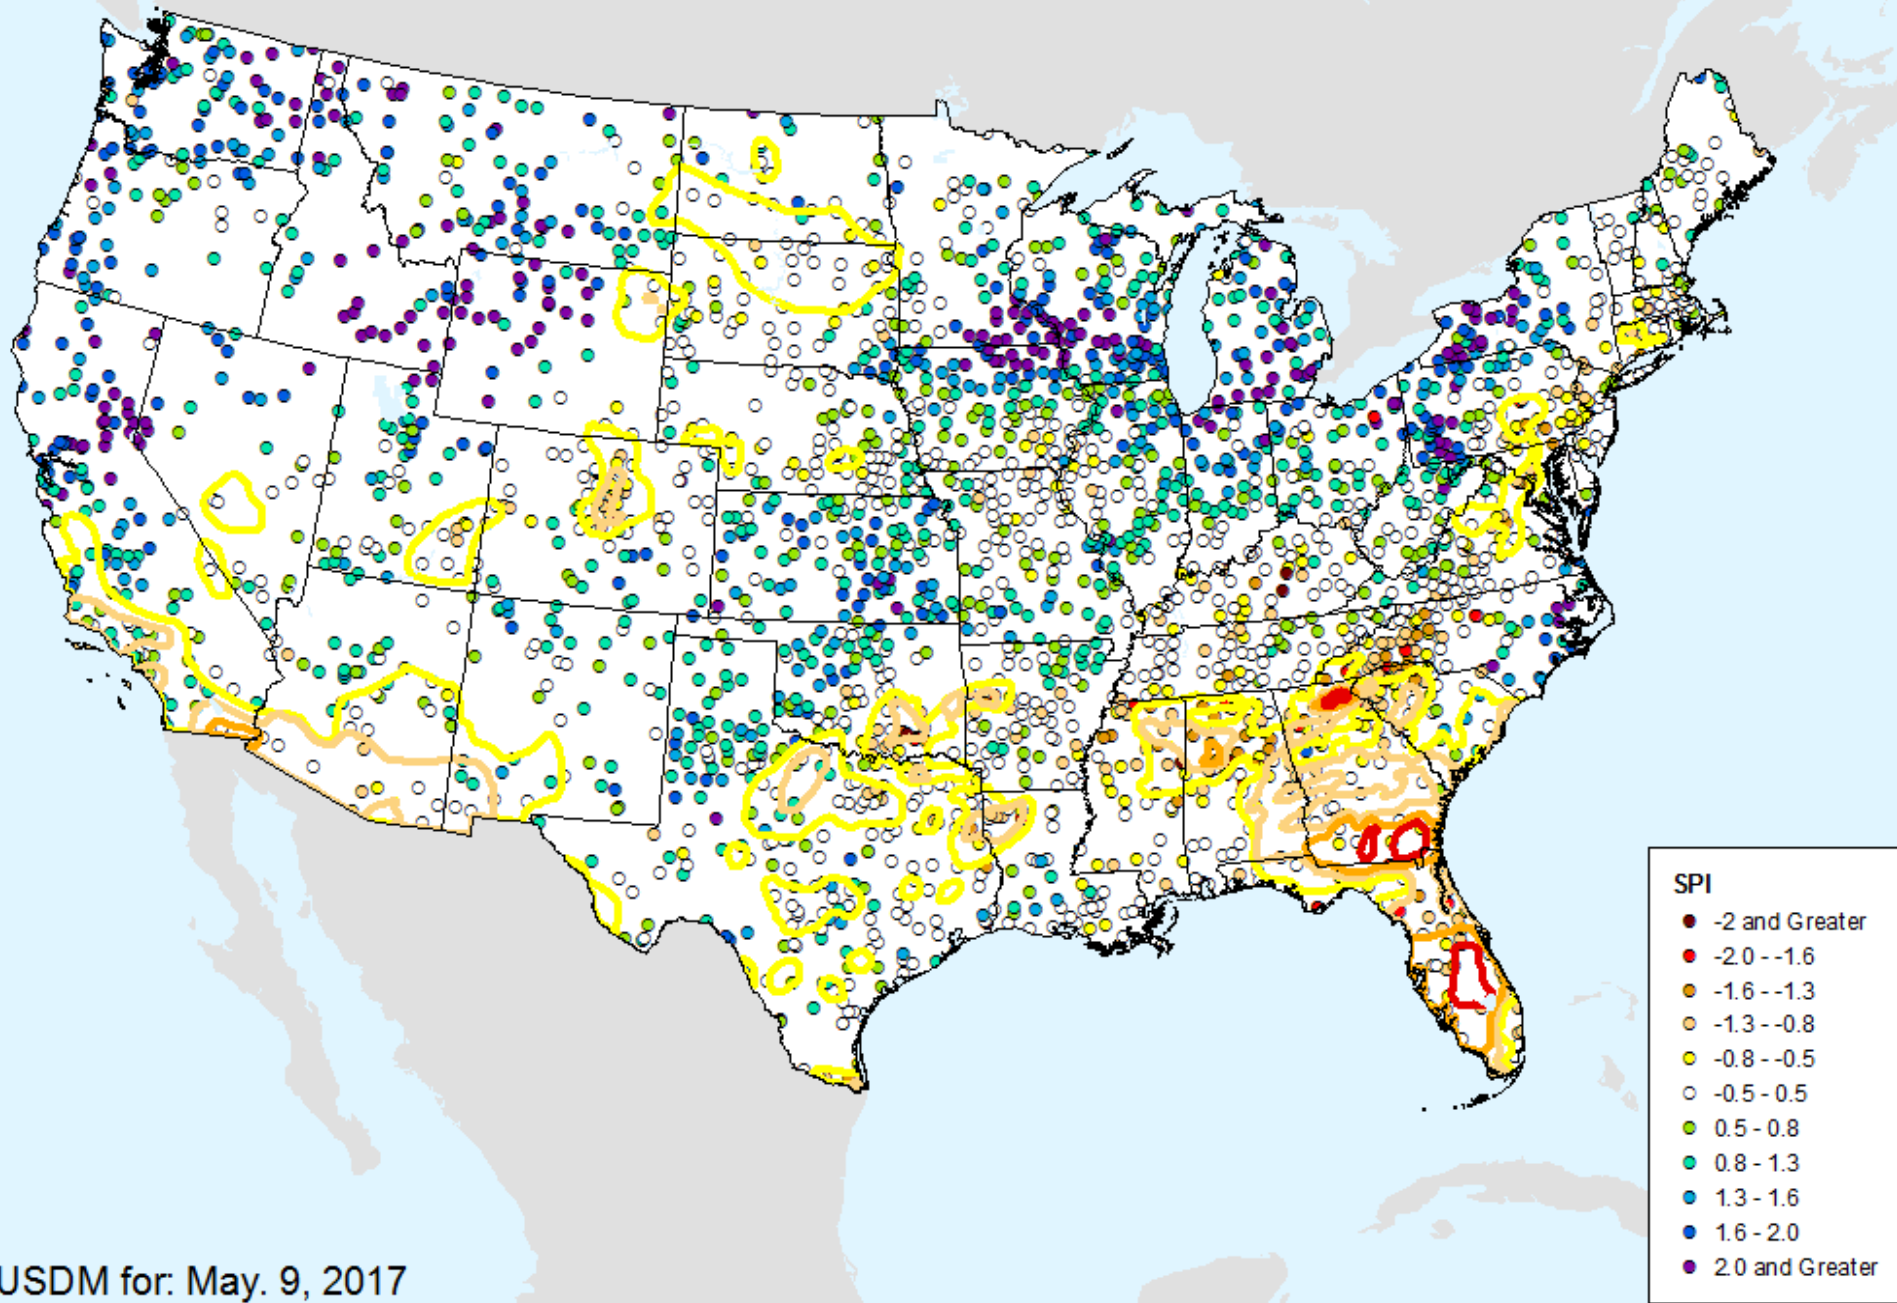 SPI
-2 and Greater
-2.0 - -1.6
-1.6 - -1.3
-1.3 - -0.8
-0.8 - -0.5
-0.5 - 0.5
0.5 - 0.8
0.8 - 1.3
1.3 - 1.6
1.6 - 2.0
2.0 and Greater
USDM for: May. 9, 2017